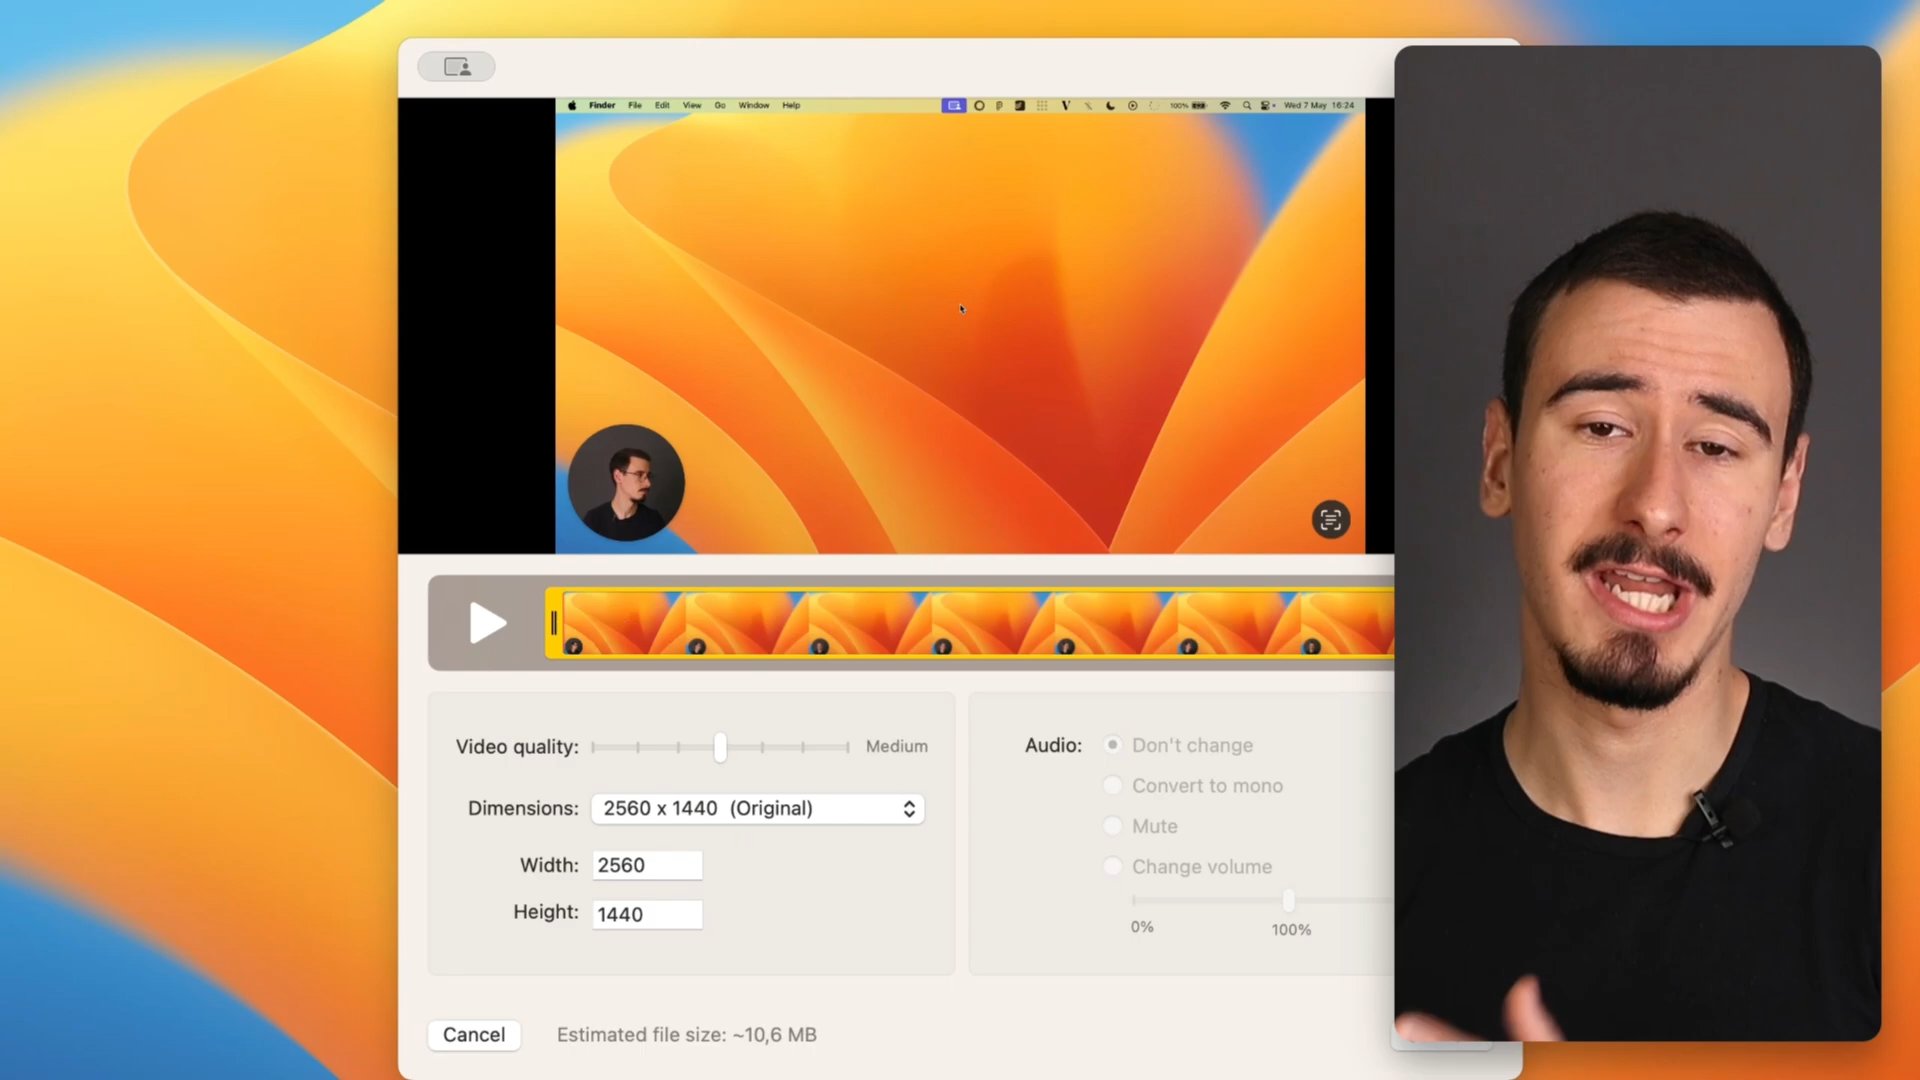 Finder File Edit View Go Window Help
100% Wed 7 May 16:24
Video quality: Medium
Dimensions: 2560 x 1440 (Original)
Width: 2560
Height: 1440
Audio: Don't change
Convert to mono
Mute
Change volume
0% 100%
Cancel
Estimated file size: ~10,6 MB